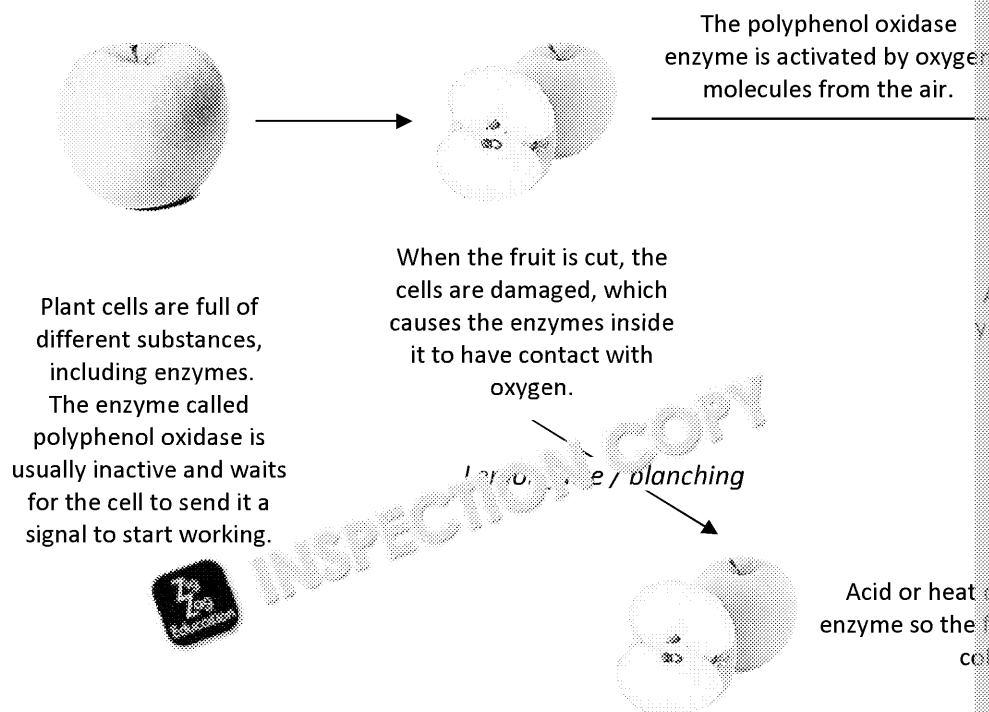 The polyphenol oxidase
enzyme is activated by oxygen
molecules from the air.
When the fruit is cut, the
cells are damaged, which
causes the enzymes inside
it to have contact with
oxygen.
Plant cells are full of
different substances,
including enzymes.
The enzyme called
polyphenol oxidase is
usually inactive and waits
for the cell to send it a
signal to start working.
/ blanching
INSPECTION COPY
Zig
Zag
Education
Acid or heat
enzyme so the